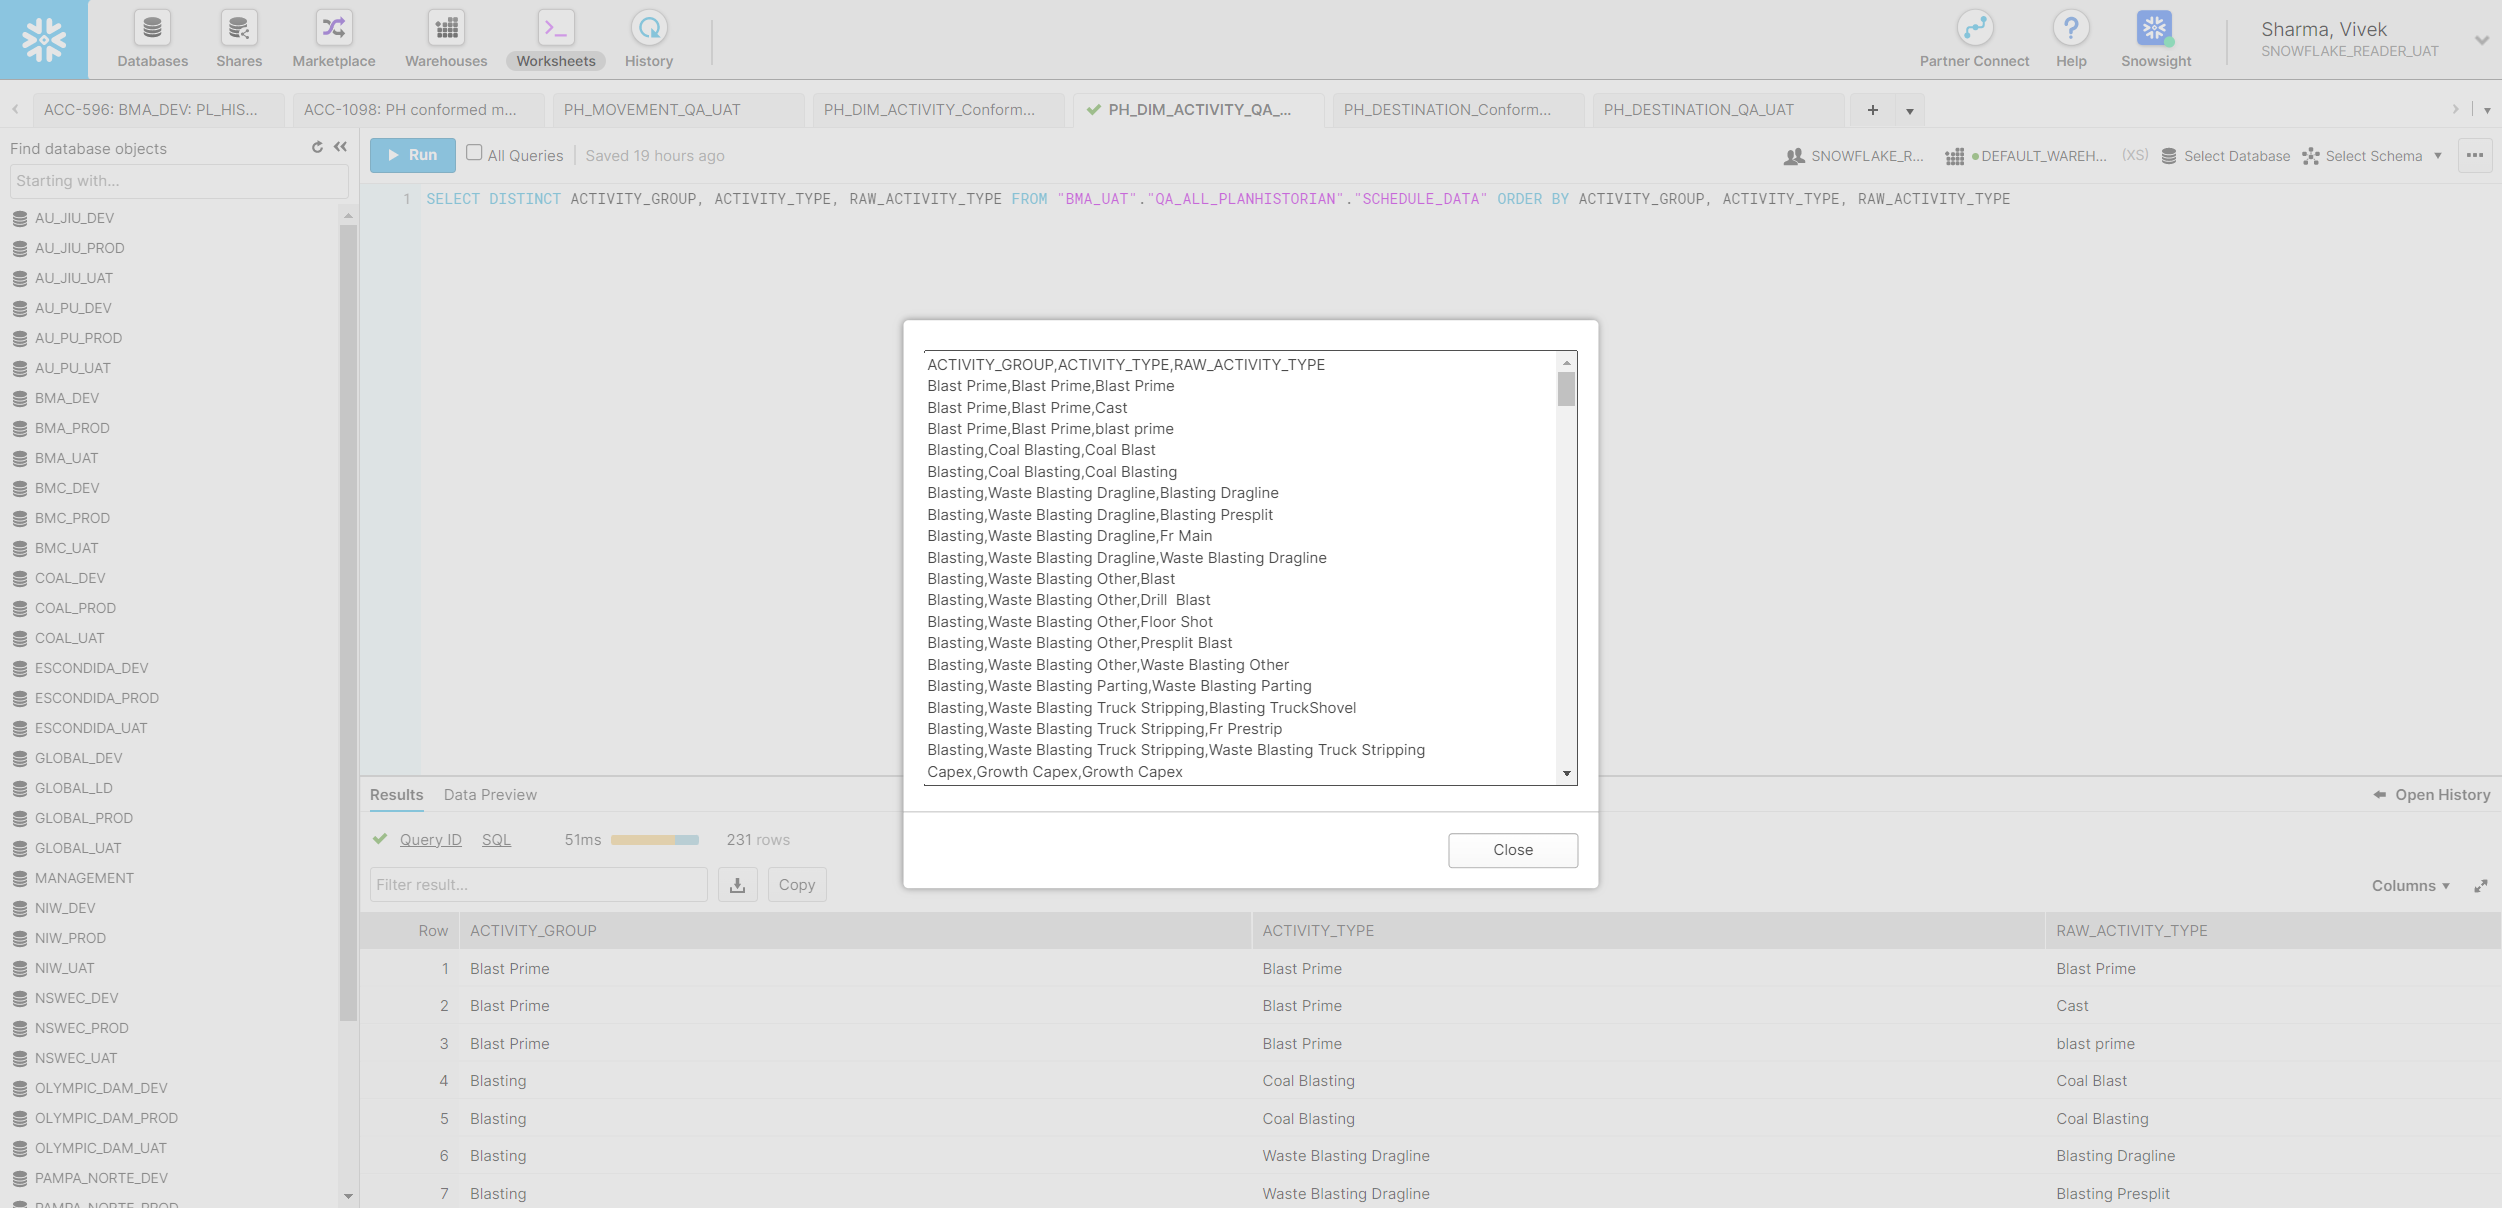 Databases
Shares
Marketplace
Warehouses
Worksheets
History
Partner Connect
Help
Snowsight
Sharma, Vivek
SNOWFLAKE_READER_UAT
ACC-596: BMA_DEV: PL_HIS...
ACC-1098: PH conformed m...
PH_MOVEMENT_QA_UAT
PH_DIM_ACTIVITY_Conform...
PH_DIM_ACTIVITY_QA_...
PH_DESTINATION_Conform...
PH_DESTINATION_QA_UAT
+
Find database objects
Starting with...
AU_JIU_DEV
AU_JIU_PROD
AU_JIU_UAT
AU_PU_DEV
AU_PU_PROD
AU_PU_UAT
BMA_DEV
BMA_PROD
BMA_UAT
BMC_DEV
BMC_PROD
BMC_UAT
COAL_DEV
COAL_PROD
COAL_UAT
ESCONDIDA_DEV
ESCONDIDA_PROD
ESCONDIDA_UAT
GLOBAL_DEV
GLOBAL_LD
GLOBAL_PROD
GLOBAL_UAT
MANAGEMENT
NIW_DEV
NIW_PROD
NIW_UAT
NSWEC_DEV
NSWEC_PROD
NSWEC_UAT
OLYMPIC_DAM_DEV
OLYMPIC_DAM_PROD
OLYMPIC_DAM_UAT
PAMPA_NORTE_DEV
PAMPA_NORTE_PROD
Run
All Queries
Saved 19 hours ago
SNOWFLAKE_R...
DEFAULT_WAREH...
(XS)
Select Database
Select Schema
1 SELECT DISTINCT ACTIVITY_GROUP, ACTIVITY_TYPE, RAW_ACTIVITY_TYPE FROM "BMA_UAT"."QA_ALL_PLANHISTORIAN"."SCHEDULE_DATA" ORDER BY ACTIVITY_GROUP, ACTIVITY_TYPE, RAW_ACTIVITY_TYPE
ACTIVITY_GROUP,ACTIVITY_TYPE,RAW_ACTIVITY_TYPE
Blast Prime,Blast Prime,Blast Prime
Blast Prime,Blast Prime,Cast
Blast Prime,Blast Prime,blast prime
Blasting,Coal Blasting,Coal Blast
Blasting,Coal Blasting,Coal Blasting
Blasting,Waste Blasting Dragline,Blasting Dragline
Blasting,Waste Blasting Dragline,Blasting Presplit
Blasting,Waste Blasting Dragline,Fr Main
Blasting,Waste Blasting Dragline,Waste Blasting Dragline
Blasting,Waste Blasting Other,Blast
Blasting,Waste Blasting Other,Drill  Blast
Blasting,Waste Blasting Other,Floor Shot
Blasting,Waste Blasting Other,Presplit Blast
Blasting,Waste Blasting Other,Waste Blasting Other
Blasting,Waste Blasting Parting,Waste Blasting Parting
Blasting,Waste Blasting Truck Stripping,Blasting TruckShovel
Blasting,Waste Blasting Truck Stripping,Fr Prestrip
Blasting,Waste Blasting Truck Stripping,Waste Blasting Truck Stripping
Capex,Growth Capex,Growth Capex
Close
Results
Data Preview
Open History
Query ID
SQL
51ms
231 rows
Filter result...
Copy
Columns
Row ACTIVITY_GROUP ACTIVITY_TYPE RAW_ACTIVITY_TYPE
1 Blast Prime Blast Prime Blast Prime
2 Blast Prime Blast Prime Cast
3 Blast Prime Blast Prime blast prime
4 Blasting Coal Blasting Coal Blast
5 Blasting Coal Blasting Coal Blasting
6 Blasting Waste Blasting Dragline Blasting Dragline
7 Blasting Waste Blasting Dragline Blasting Presplit